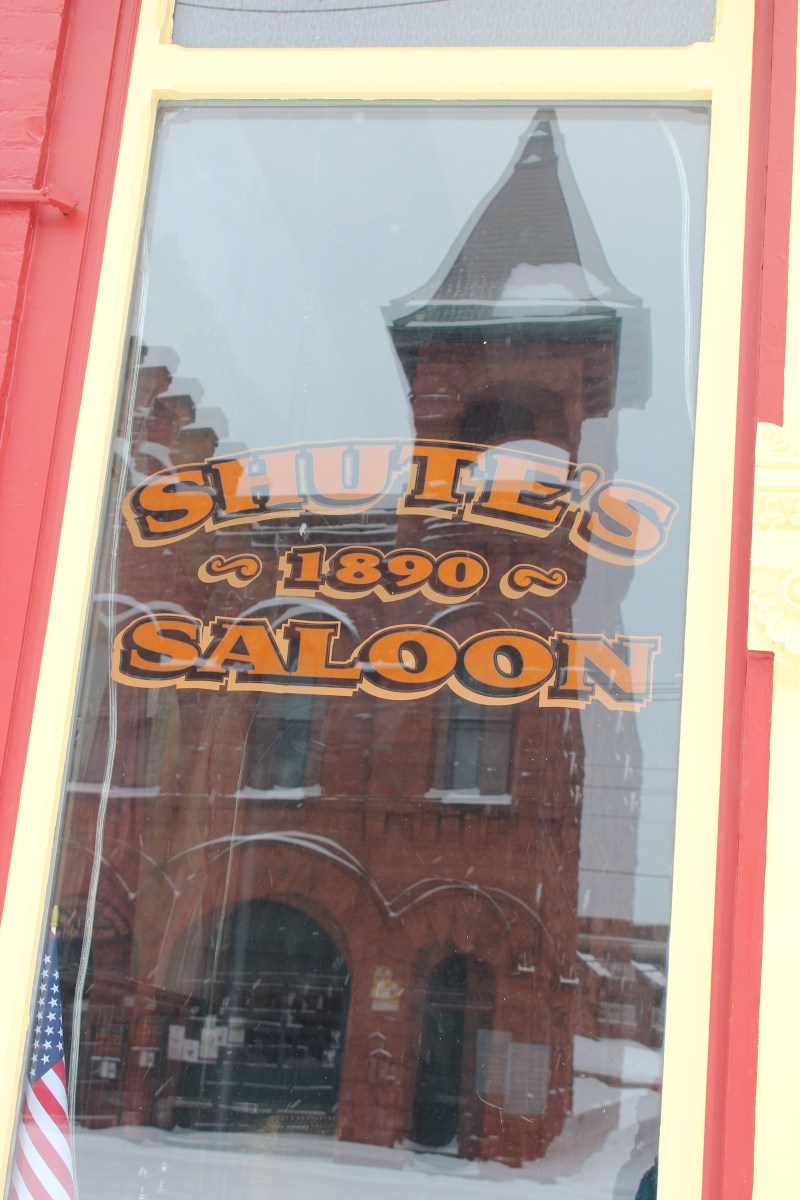 SHUTE'S
~ 1890 ~
SALOON